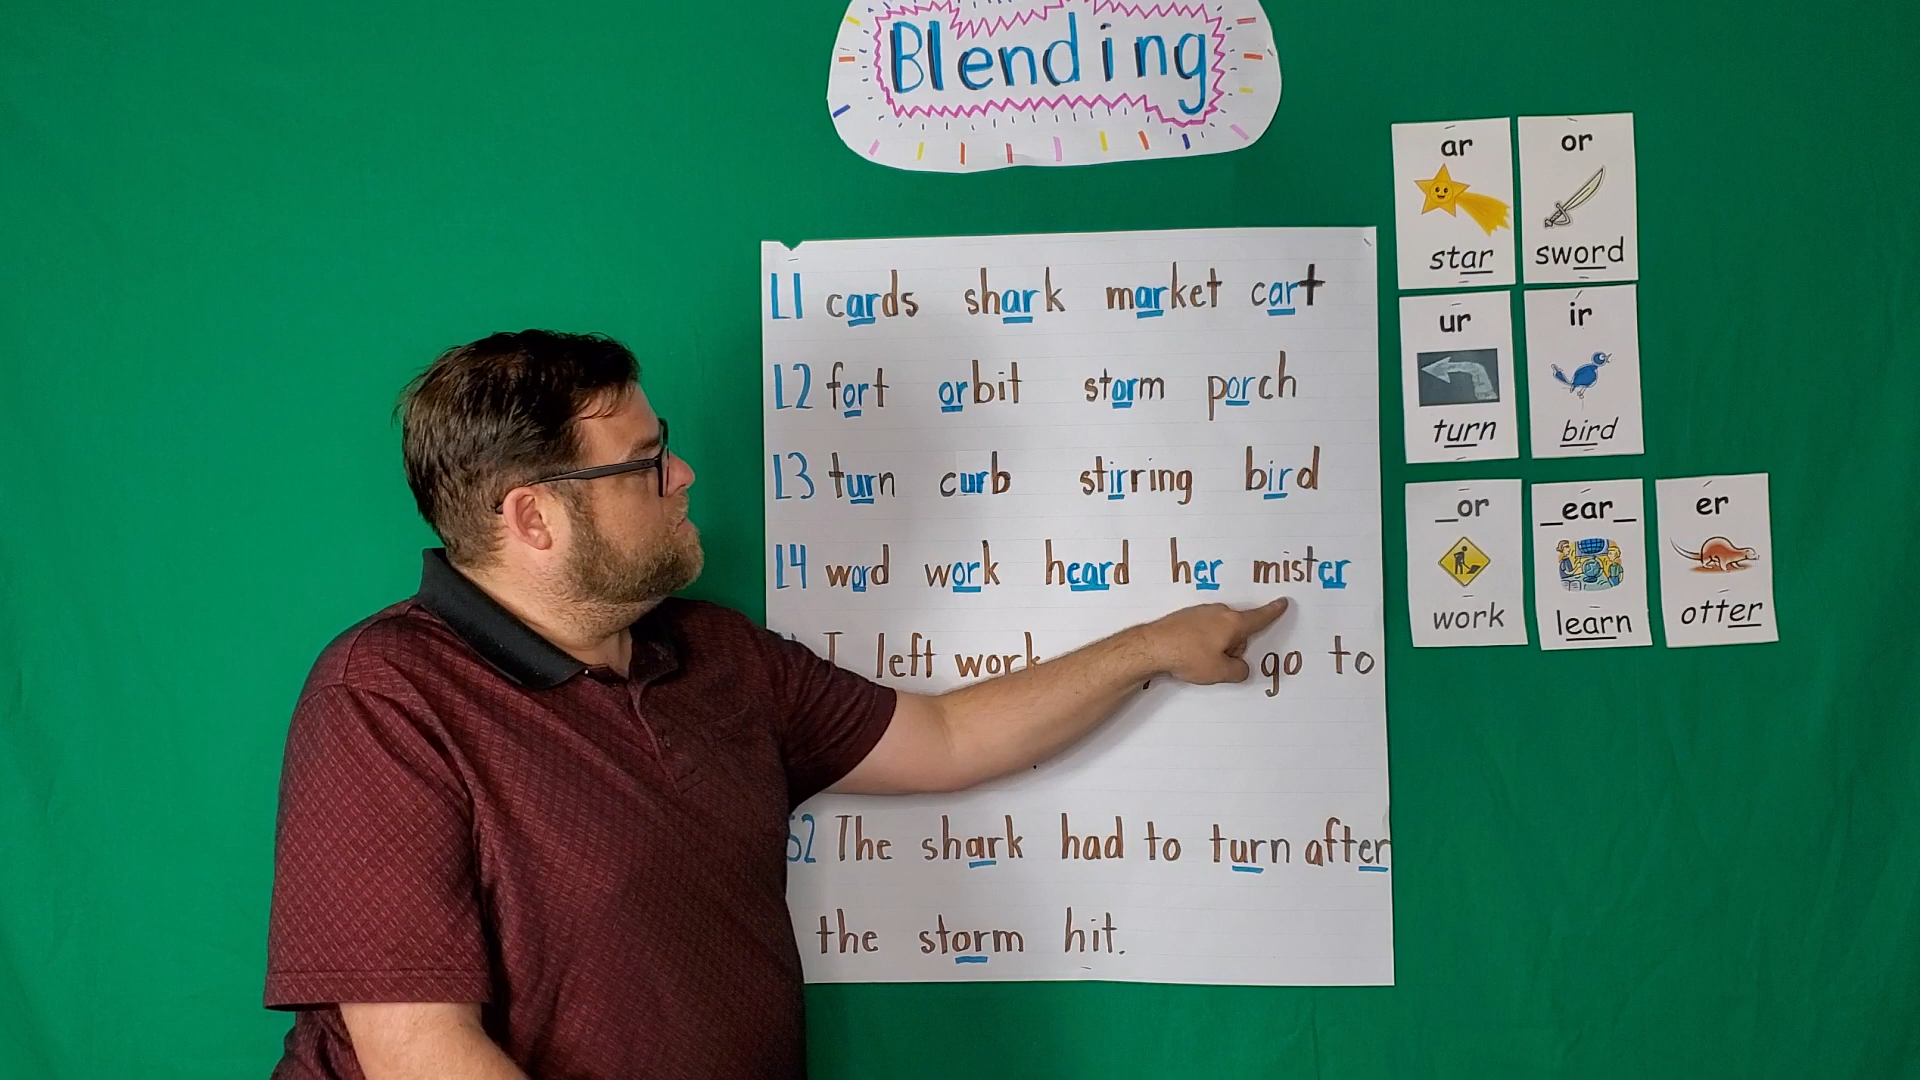 Blending
L1 cards shark market cart
L2 fort orbit storm porch
L3 turn curb stirring bird
L4 word work heard her mister
I left work go to
S2 The shark had to turn after
the storm hit.
ar
star
or
sword
ur
turn
ir
bird
_or
work
_ear_
learn
er
otter